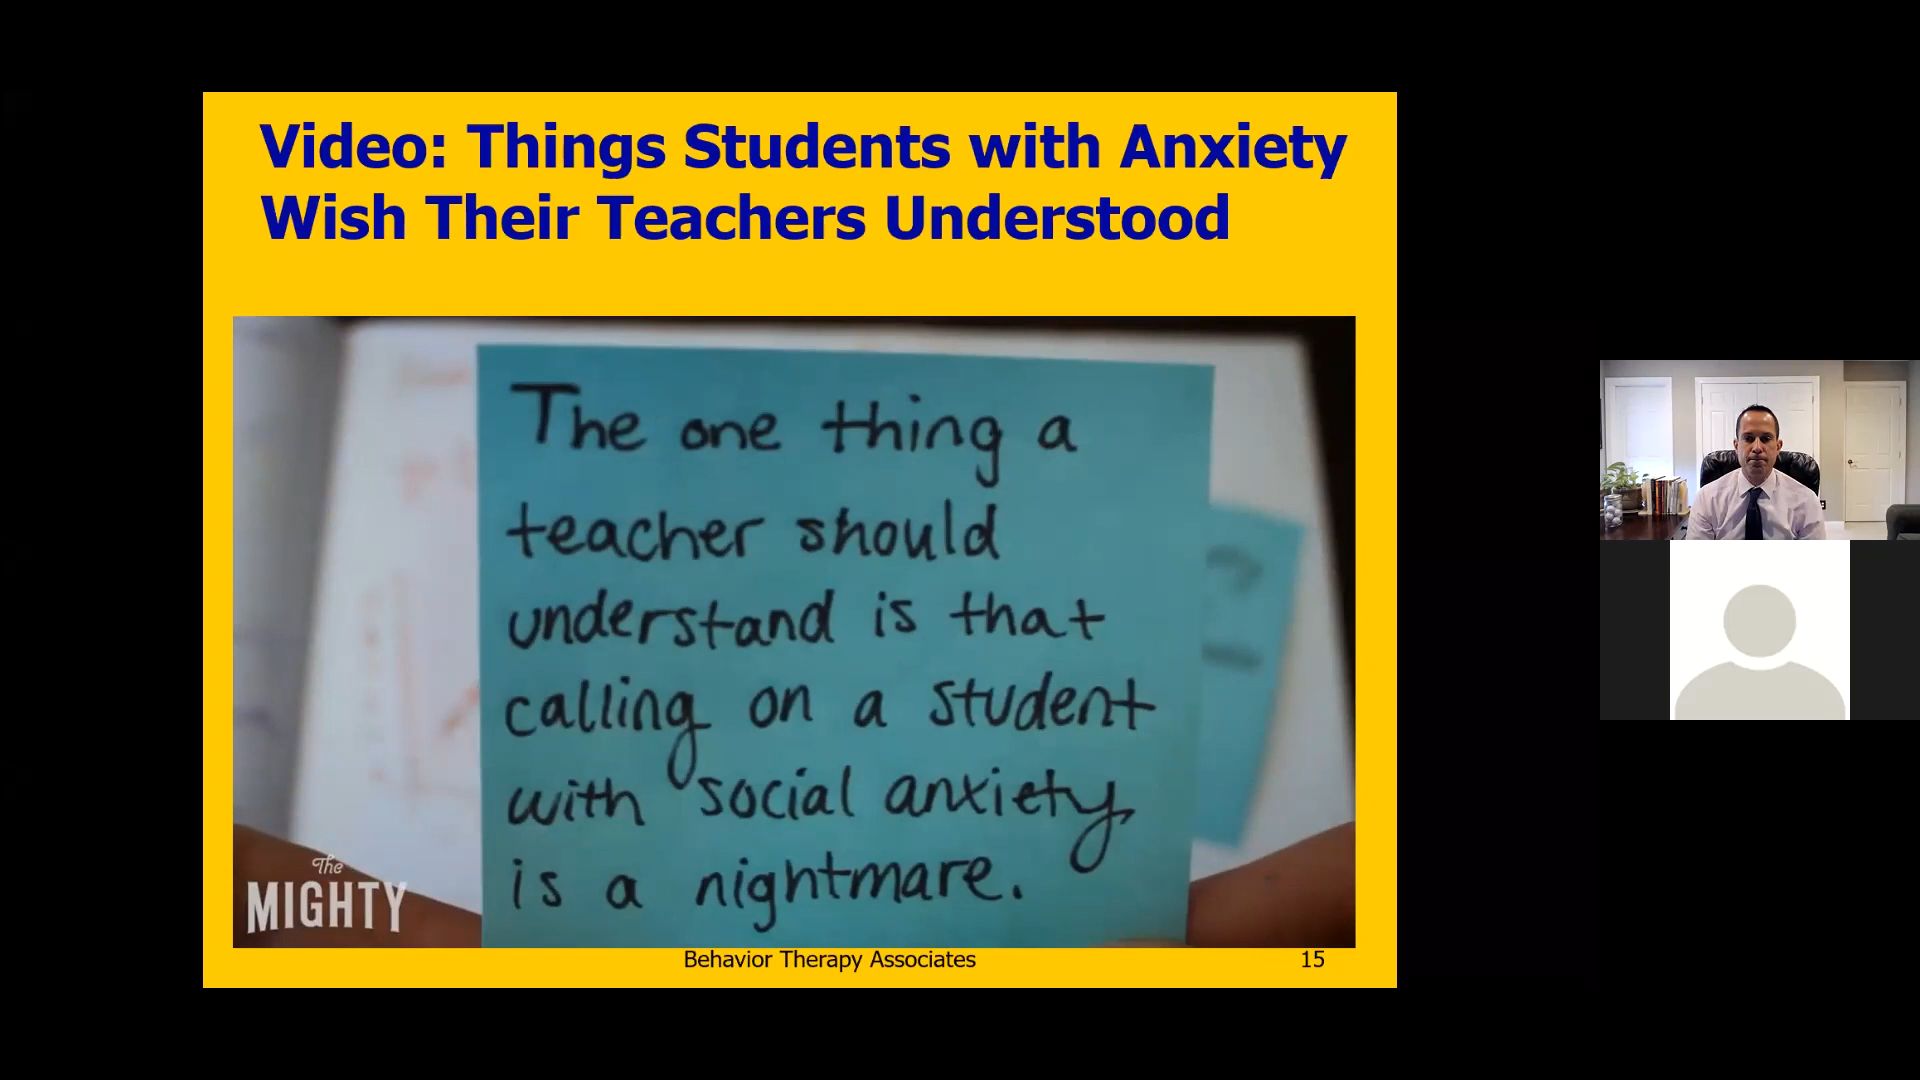 Video: Things Students with Anxiety
Wish Their Teachers Understood
The one thing a
teacher should
understand is that
calling on a student
with social anxiety
is a nightmare.
The
MIGHTY
Behavior Therapy Associates
15